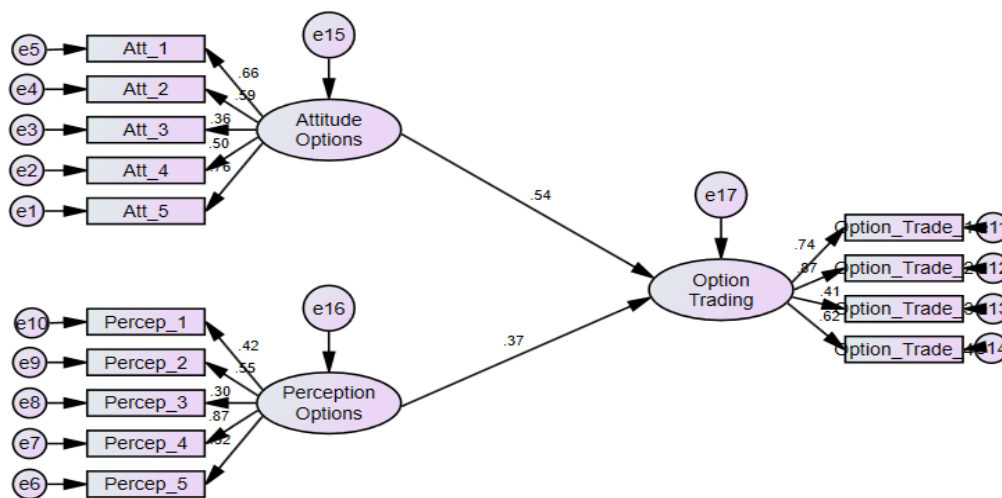 e15
e5
Att_1
.66
e4
Att_2
.59
Attitude
Options
e3
Att_3
.36
e2
Att_4
.50
e1
Att_5
.76
.54
e17
Option_Trade_1
e11
.74
Option
Trading
Option_Trade_2
.87
Option_Trade_3
.41
Option_Trade_4
.62
e10
Percep_1
.42
e16
.37
e9
Percep_2
.55
e8
Percep_3
.30
Perception
Options
e7
Percep_4
.87
e6
Percep_5